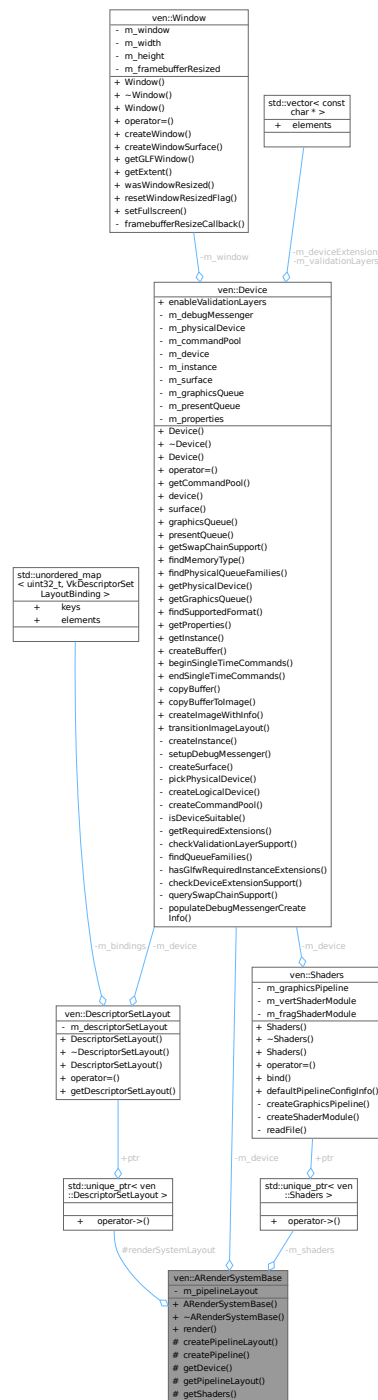 ven::Window
- m_window
- m_width
- m_height
- m_framebufferResized
+ Window()
+ ~Window()
+ Window()
+ operator=()
+ createWindow()
+ createWindowSurface()
+ getGLFWindow()
+ getExtent()
+ wasWindowResized()
+ resetWindowResizedFlag()
+ setFullscreen()
- framebufferResizeCallback()
std::vector< const
char * >
+ elements
-m_window
-m_deviceExtensions
-m_validationLayers
ven::Device
+ enableValidationLayers
- m_debugMessenger
- m_physicalDevice
- m_commandPool
- m_device
- m_instance
- m_surface
- m_graphicsQueue
- m_presentQueue
- m_properties
+ Device()
+ ~Device()
+ Device()
+ operator=()
+ getCommandPool()
+ device()
+ surface()
+ graphicsQueue()
+ presentQueue()
+ getSwapChainSupport()
+ findMemoryType()
+ findPhysicalQueueFamilies()
+ getPhysicalDevice()
+ getGraphicsQueue()
+ findSupportedFormat()
+ getProperties()
+ getInstance()
+ createBuffer()
+ beginSingleTimeCommands()
+ endSingleTimeCommands()
+ copyBuffer()
+ copyBufferToImage()
+ createImageWithInfo()
+ transitionImageLayout()
- createInstance()
- setupDebugMessenger()
- createSurface()
- pickPhysicalDevice()
- createLogicalDevice()
- createCommandPool()
- isDeviceSuitable()
- getRequiredExtensions()
- checkValidationLayerSupport()
- findQueueFamilies()
- hasGlfwRequiredInstanceExtensions()
- checkDeviceExtensionSupport()
- querySwapChainSupport()
- populateDebugMessengerCreate
Info()
std::unordered_map
< uint32_t, VkDescriptorSet
LayoutBinding >
+ keys
+ elements
-m_bindings
-m_device
-m_device
ven::DescriptorSetLayout
- m_descriptorSetLayout
+ DescriptorSetLayout()
+ ~DescriptorSetLayout()
+ DescriptorSetLayout()
+ operator=()
+ getDescriptorSetLayout()
ven::Shaders
- m_graphicsPipeline
- m_vertShaderModule
- m_fragShaderModule
+ Shaders()
+ ~Shaders()
+ Shaders()
+ operator=()
+ bind()
+ defaultPipelineConfigInfo()
- createGraphicsPipeline()
- createShaderModule()
- readFile()
+ptr
-m_device
+ptr
std::unique_ptr< ven
::DescriptorSetLayout >
+ operator->()
std::unique_ptr< ven
::Shaders >
+ operator->()
#renderSystemLayout
-m_shaders
ven::ARenderSystemBase
- m_pipelineLayout
+ ARenderSystemBase()
+ ~ARenderSystemBase()
+ render()
# createPipelineLayout()
# createPipeline()
# getDevice()
# getPipelineLayout()
# getShaders()